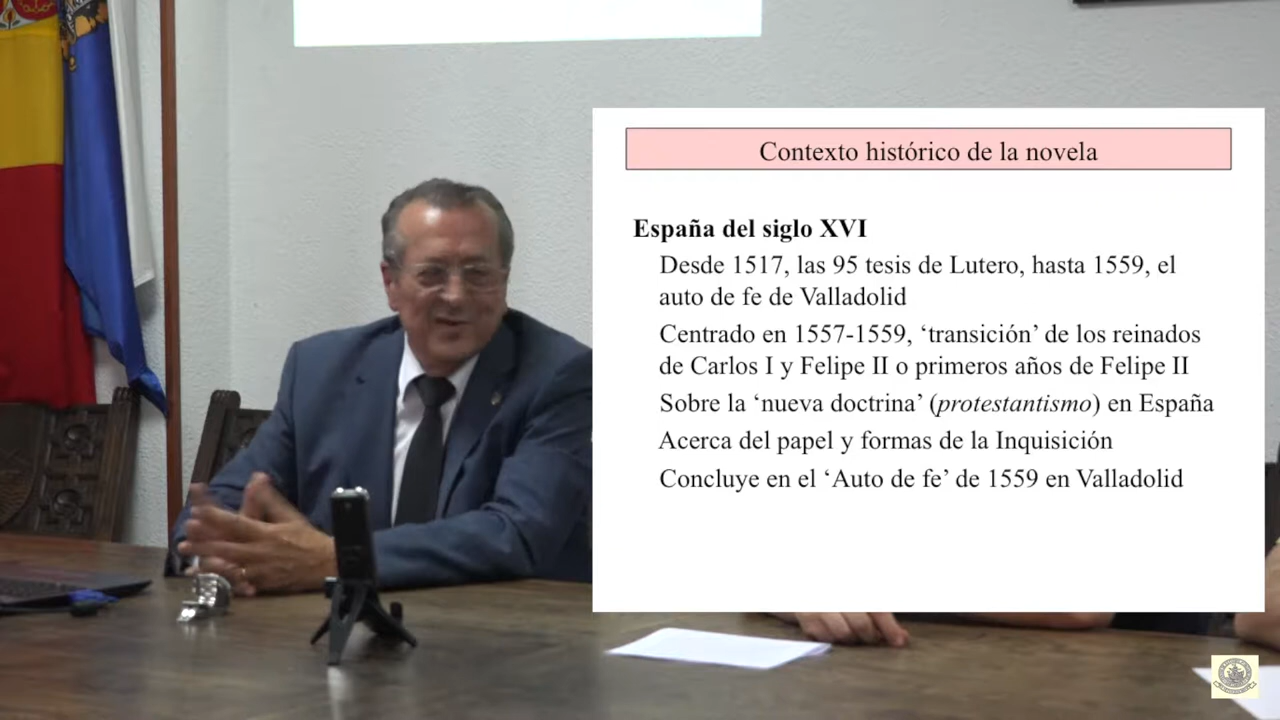 Contexto histórico de la novela
España del siglo XVI
Desde 1517, las 95 tesis de Lutero, hasta 1559, el
auto de fe de Valladolid
Centrado en 1557-1559, ‘transición’ de los reinados
de Carlos I y Felipe II o primeros años de Felipe II
Sobre la ‘nueva doctrina’ (protestantismo) en España
Acerca del papel y formas de la Inquisición
Concluye en el ‘Auto de fe’ de 1559 en Valladolid